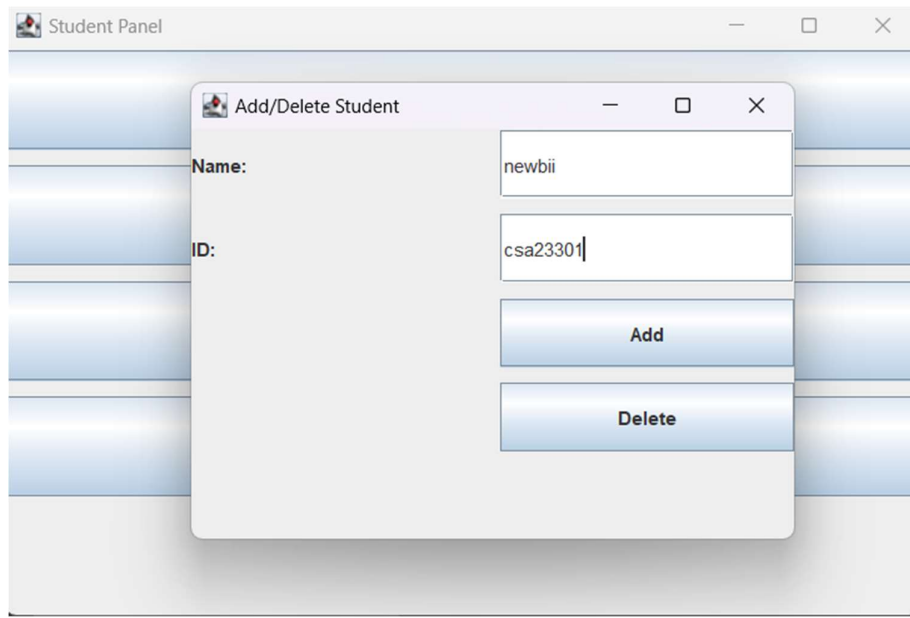 Student Panel
Add/Delete Student
Name:
newbii
ID:
csa23301
Add
Delete